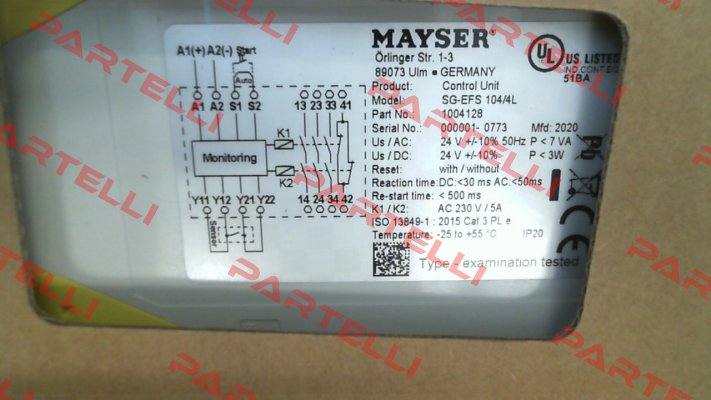 A1(+) A2(-) Start
Auto
A1 A2 S1 S2
13 23 33 41
K1
Monitoring
K2
Y11 Y12 Y21 Y22
14 24 34 42
Sensor
MAYSER®
Örlinger Str. 1-3
89073 Ulm ● GERMANY
Product: Control Unit
Model: SG-EFS 104/4L
Part No.: 1004128
Serial No.: 000001- 0773 Mfd: 2020
Us / AC: 24 V +/-10% 50Hz P < 7 VA
Us / DC: 24 V +/-10% P < 3W
Reset: with / without
Reaction time: DC:<30 ms AC:<50ms
Re-start time: < 500 ms
K1 / K2: AC 230 V / 5A
ISO 13849-1 : 2015 Cat.3 PL e
Temperature: -25 to +55 °C IP20
Type - examination tested
UL US LISTED
IND.CONT.EQ
51BA
Pb
CE
PARTELLI
PARTELLI
PARTELLI
PARTELLI
PARTELLI
PARTELLI
PARTELLI